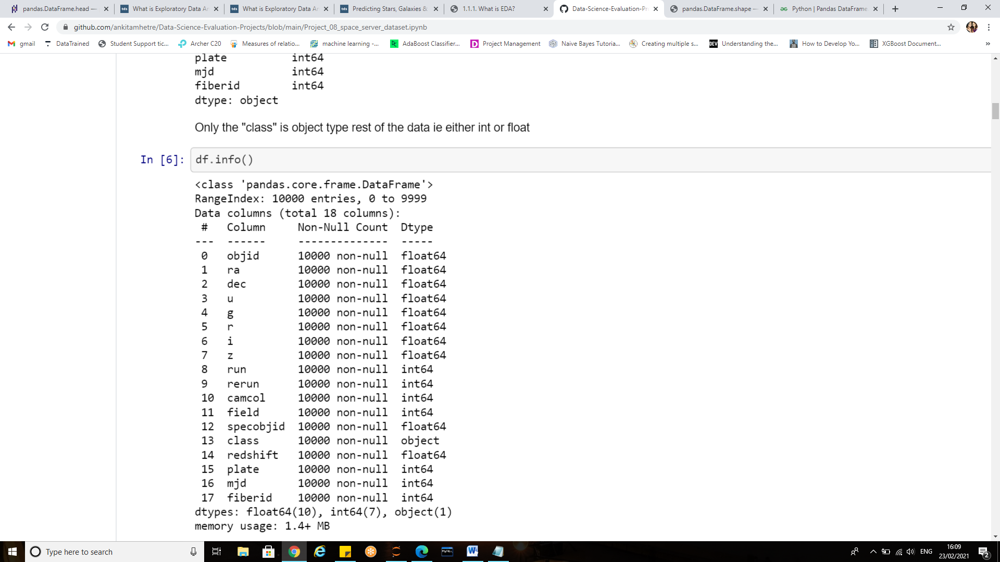 pandas.DataFrame.head —
What is Exploratory Data An
What is Exploratory Data An
Predicting Stars, Galaxies &
1.1.1. What is EDA?
Data-Science-Evaluation-Pr
pandas.DataFrame.shape —
Python | Pandas DataFrame
github.com/ankitamhetre/Data-Science-Evaluation-Projects/blob/main/Project_08_space_server_dataset.ipynb
gmail
DataTrained
Student Support tic...
Archer C20
Measures of relatio...
machine learning -...
AdaBoost Classifier...
Project Management
Naive Bayes Tutoria...
Creating multiple s...
DEV Understanding the...
How to Develop Yo...
XGBoost Document...
»
plate int64
mjd int64
fiberid int64
dtype: object
Only the "class" is object type rest of the data ie either int or float
In [6]: df.info()
<class 'pandas.core.frame.DataFrame'>
RangeIndex: 10000 entries, 0 to 9999
Data columns (total 18 columns):
# Column Non-Null Count Dtype
--- ------ -------------- -----
0 objid 10000 non-null float64
1 ra 10000 non-null float64
2 dec 10000 non-null float64
3 u 10000 non-null float64
4 g 10000 non-null float64
5 r 10000 non-null float64
6 i 10000 non-null float64
7 z 10000 non-null float64
8 run 10000 non-null int64
9 rerun 10000 non-null int64
10 camcol 10000 non-null int64
11 field 10000 non-null int64
12 specobjid 10000 non-null float64
13 class 10000 non-null object
14 redshift 10000 non-null float64
15 plate 10000 non-null int64
16 mjd 10000 non-null int64
17 fiberid 10000 non-null int64
dtypes: float64(10), int64(7), object(1)
memory usage: 1.4+ MB
Type here to search
ENG
16:09
23/02/2021
2